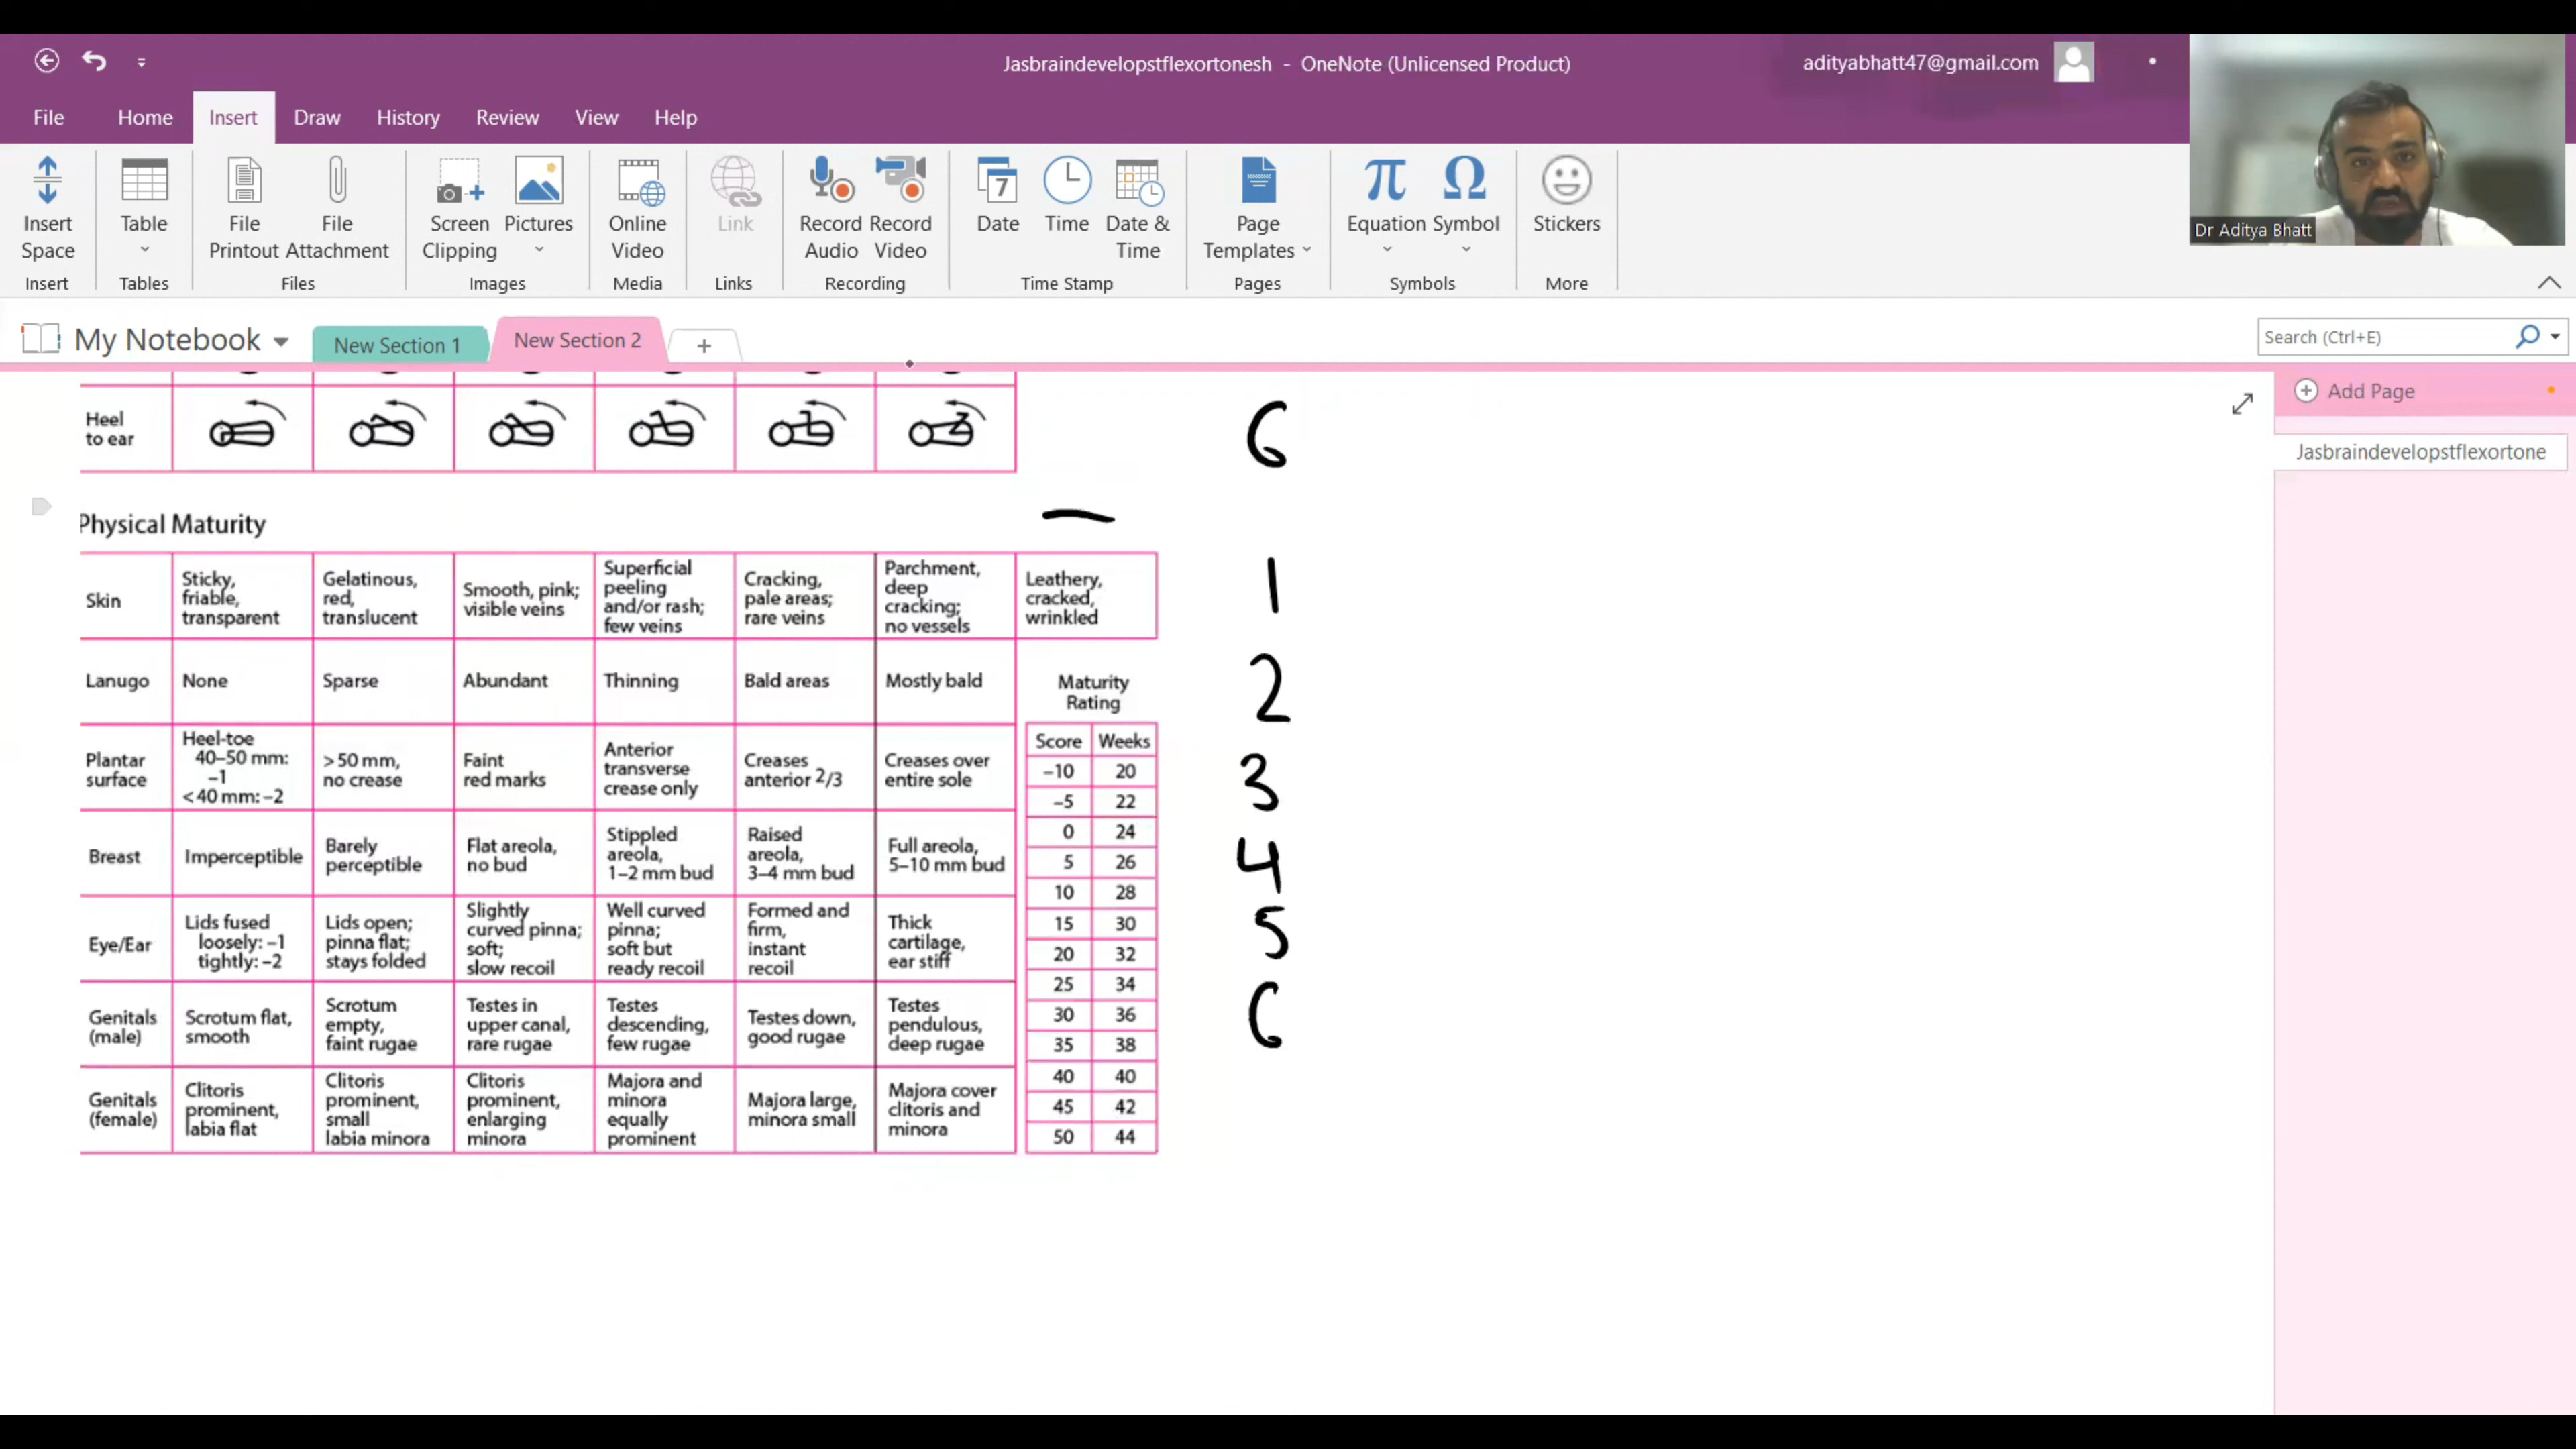 Jasbraindevelopstflexortonesh - OneNote (Unlicensed Product)
adityabhatt47@gmail.com
File Home Insert Draw History Review View Help
Insert Space
Table
File Printout
File Attachment
Screen Clipping
Pictures
Online Video
Link
Record Audio
Record Video
Date
Time
Date & Time
Page Templates
Equation
Symbol
Stickers
Insert Tables Files Images Media Links Recording Time Stamp Pages Symbols More
Dr Aditya Bhatt
My Notebook New Section 1 New Section 2 +
Search (Ctrl+E)
Add Page
Jasbraindevelopstflexortone
Heel to ear
6
Physical Maturity
Skin
Sticky, friable, transparent
Gelatinous, red, translucent
Smooth, pink; visible veins
Superficial peeling and/or rash; few veins
Cracking, pale areas; rare veins
Parchment, deep cracking; no vessels
Leathery, cracked, wrinkled
1
Lanugo
None
Sparse
Abundant
Thinning
Bald areas
Mostly bald
2
Plantar surface
Heel-toe 40–50 mm: –1 <40 mm: –2
>50 mm, no crease
Faint red marks
Anterior transverse crease only
Creases anterior 2/3
Creases over entire sole
3
Breast
Imperceptible
Barely perceptible
Flat areola, no bud
Stippled areola, 1–2 mm bud
Raised areola, 3–4 mm bud
Full areola, 5–10 mm bud
4
Eye/Ear
Lids fused loosely: –1 tightly: –2
Lids open; pinna flat; stays folded
Slightly curved pinna; soft; slow recoil
Well curved pinna; soft but ready recoil
Formed and firm, instant recoil
Thick cartilage, ear stiff
5
Genitals (male)
Scrotum flat, smooth
Scrotum empty, faint rugae
Testes in upper canal, rare rugae
Testes descending, few rugae
Testes down, good rugae
Testes pendulous, deep rugae
6
Genitals (female)
Clitoris prominent, labia flat
Clitoris prominent, small labia minora
Clitoris prominent, enlarging minora
Majora and minora equally prominent
Majora large, minora small
Majora cover clitoris and minora
Maturity Rating
Score Weeks
–10 20
–5 22
0 24
5 26
10 28
15 30
20 32
25 34
30 36
35 38
40 40
45 42
50 44